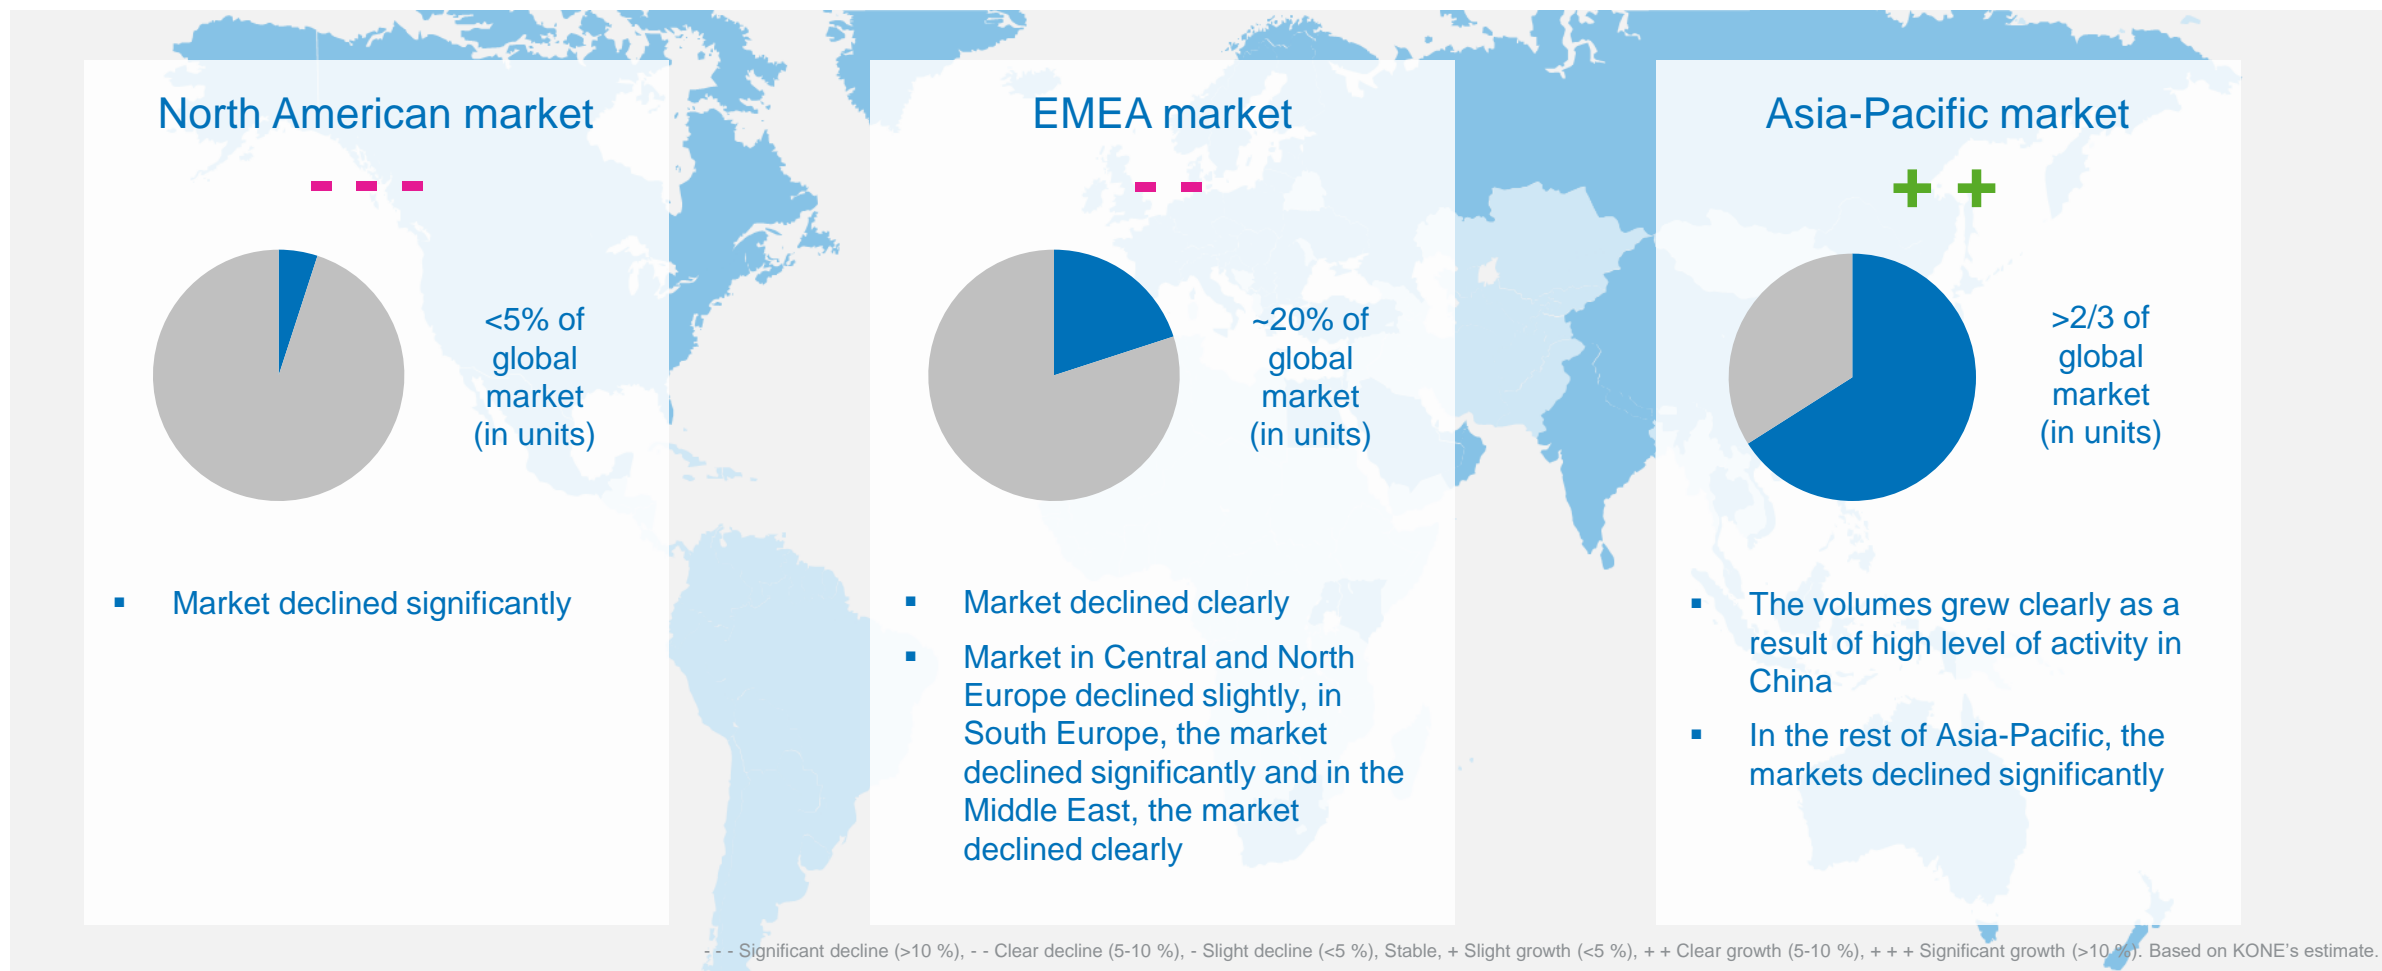 North American market
- - -
<5% of
global
market
(in units)
▪ Market declined significantly
EMEA market
- -
~20% of
global
market
(in units)
▪ Market declined clearly
▪ Market in Central and North
Europe declined slightly, in
South Europe, the market
declined significantly and in the
Middle East, the market
declined clearly
Asia-Pacific market
+ +
>2/3 of
global
market
(in units)
▪ The volumes grew clearly as a
result of high level of activity in
China
▪ In the rest of Asia-Pacific, the
markets declined significantly
- - - Significant decline (>10 %), - - Clear decline (5-10 %), - Slight decline (<5 %), Stable, + Slight growth (<5 %), + + Clear growth (5-10 %), + + + Significant growth (>10 %). Based on KONE’s estimate.